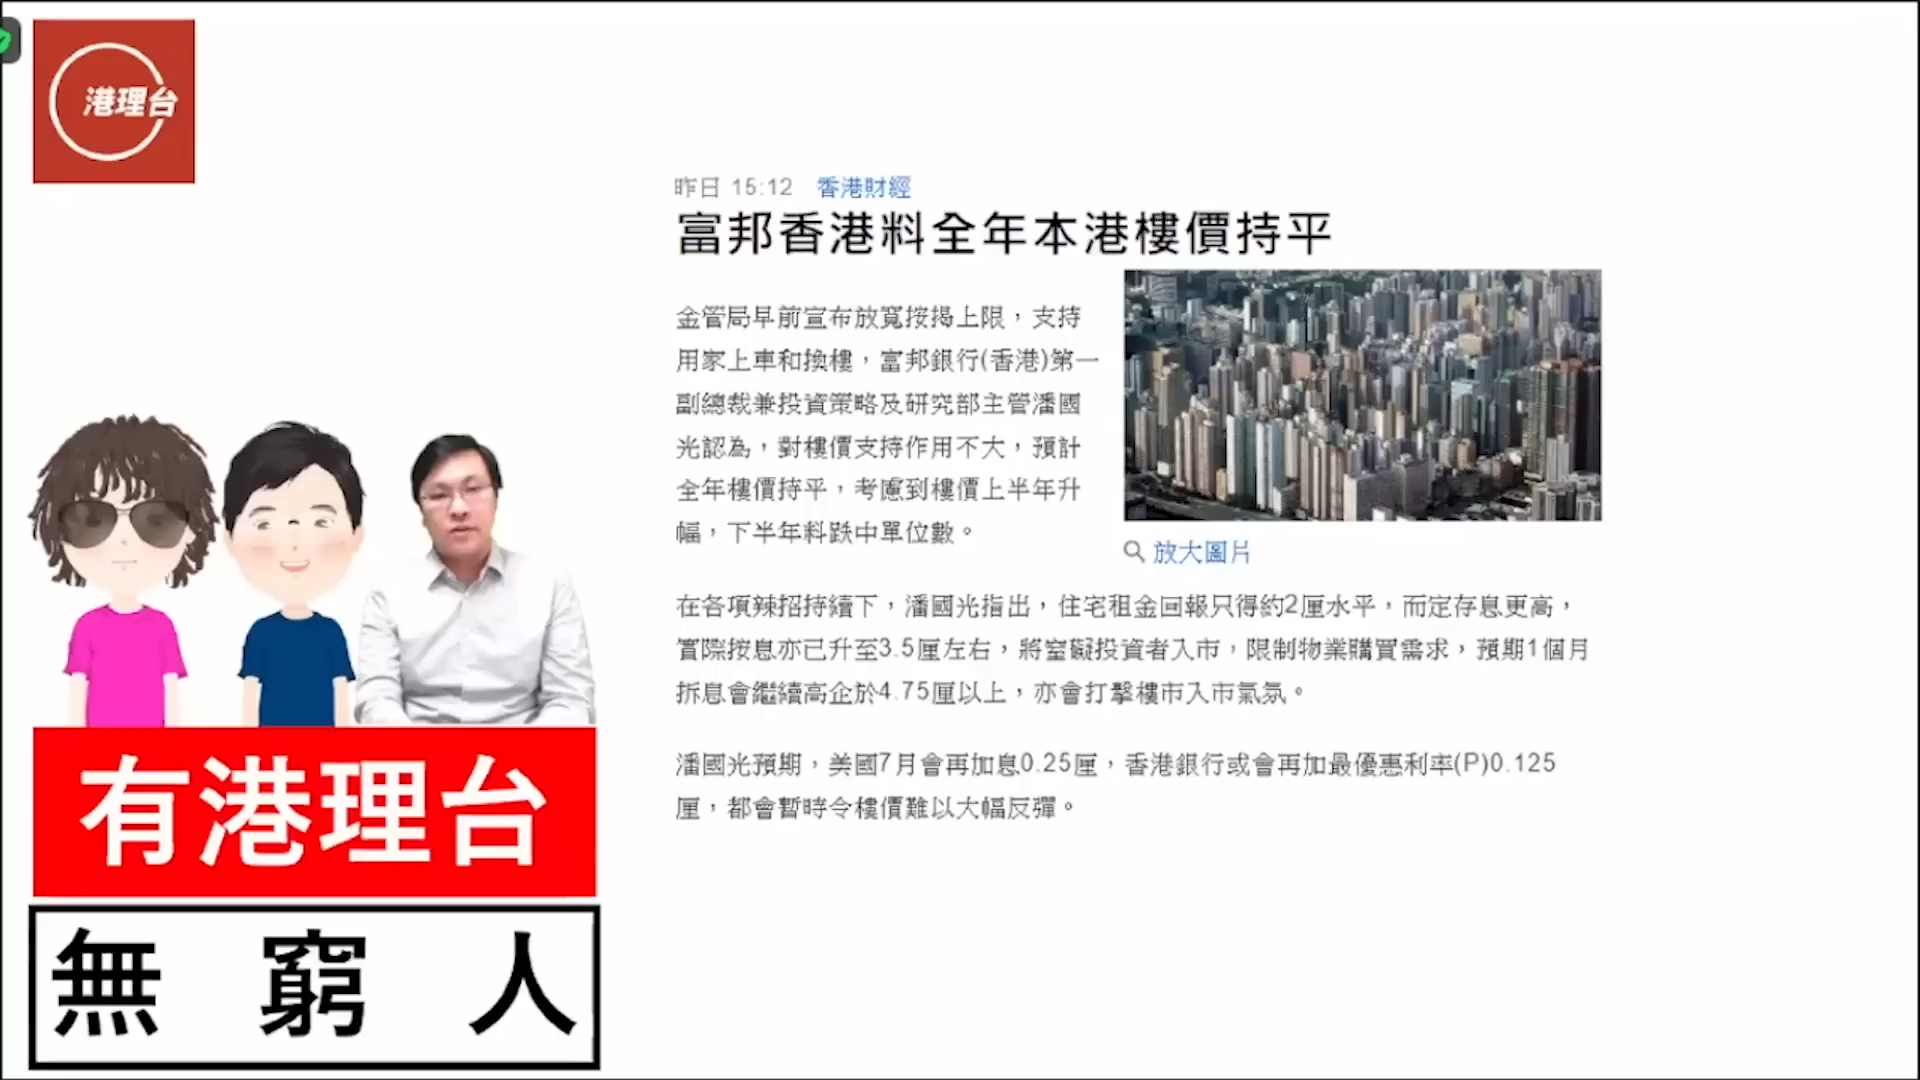 港理台
昨日 15:12 香港財經
富邦香港料全年本港樓價持平
金管局早前宣布放寬按揭上限，支持
用家上車和換樓，富邦銀行(香港)第一
副總裁兼投資策略及研究部主管潘國
光認為，對樓價支持作用不大，預計
全年樓價持平，考慮到樓價上半年升
幅，下半年料跌中單位數。
放大圖片
在各項辣招持續下，潘國光指出，住宅租金回報只得約2厘水平，而定存息更高，
實際按息亦已升至3.5厘左右，將窒礙投資者入市，限制物業購買需求，預期1個月
拆息會繼續高企於4.75厘以上，亦會打擊樓市入市氣氛。
潘國光預期，美國7月會再加息0.25厘，香港銀行或會再加最優惠利率(P)0.125
厘，都會暫時令樓價難以大幅反彈。
有港理台
無窮人